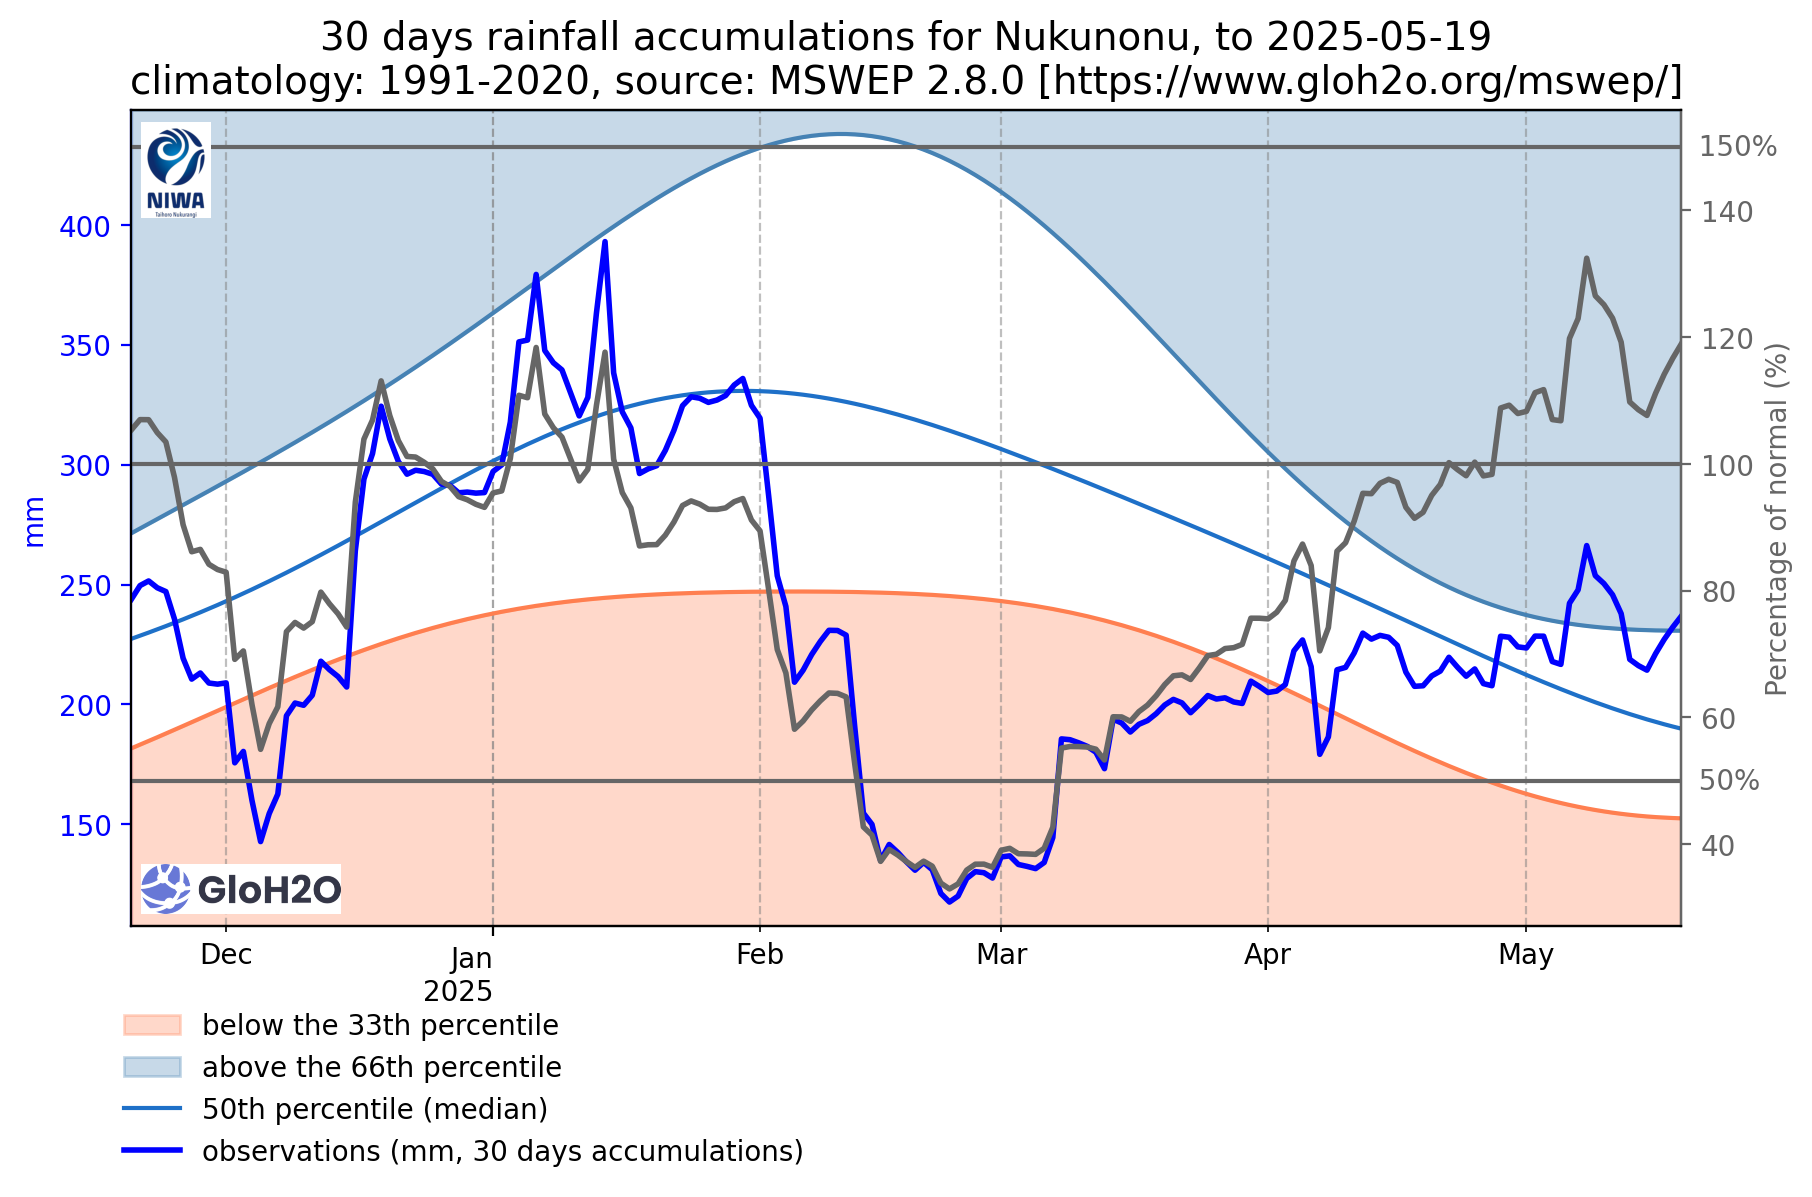 30 days rainfall accumulations for Nukunonu, to 2025-05-19
climatology: 1991-2020, source: MSWEP 2.8.0 [https://www.gloh2o.org/mswep/]
NIWA
Taihoro Nukurangi
400
350
300
250
200
150
mm
150%
140
120
100
80
60
50%
40
Percentage of normal (%)
GloH2O
Dec
Jan
2025
Feb
Mar
Apr
May
below the 33th percentile
above the 66th percentile
50th percentile (median)
observations (mm, 30 days accumulations)